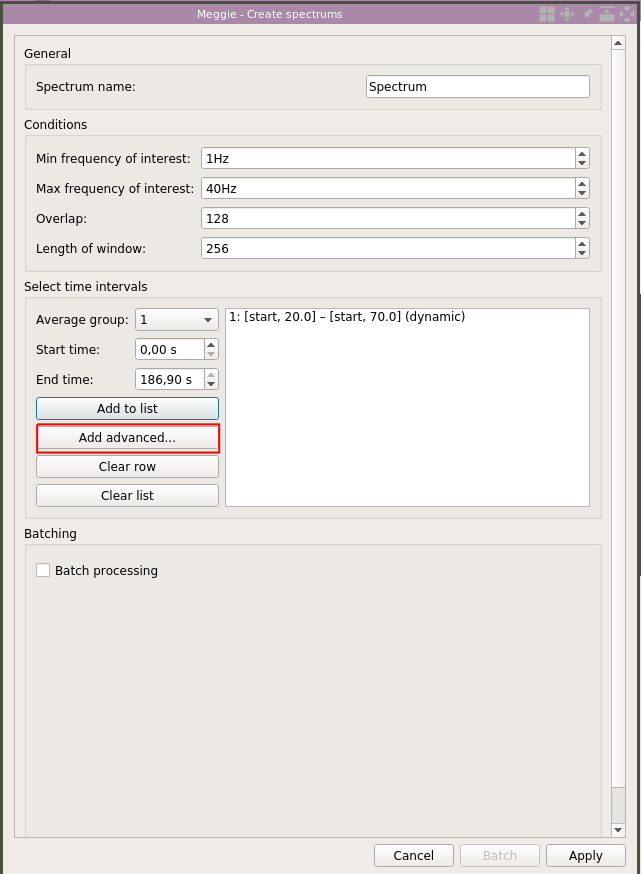 Meggie - Create spectrums
General
Spectrum name: Spectrum
Conditions
Min frequency of interest: 1Hz
Max frequency of interest: 40Hz
Overlap: 128
Length of window: 256
Select time intervals
Average group: 1
1: [start, 20.0] – [start, 70.0] (dynamic)
Start time: 0,00 s
End time: 186,90 s
Add to list
Add advanced...
Clear row
Clear list
Batching
Batch processing
Cancel Batch Apply